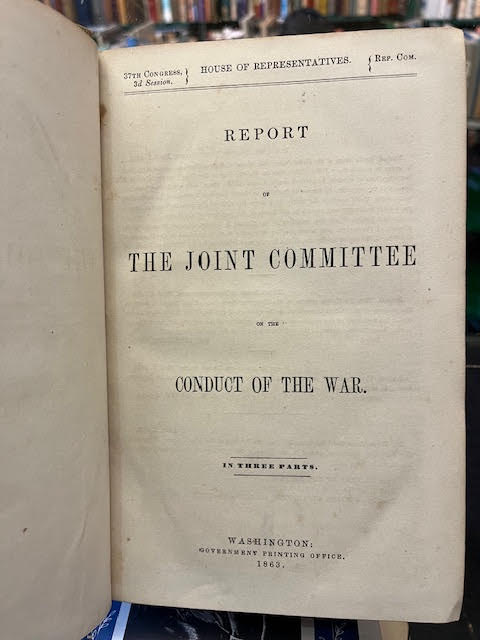 37TH CONGRESS,
3d Session.
HOUSE OF REPRESENTATIVES.
REP. COM.
REPORT
OF
THE JOINT COMMITTEE
ON THE
CONDUCT OF THE WAR.
IN THREE PARTS.
WASHINGTON:
GOVERNMENT PRINTING OFFICE.
1863.